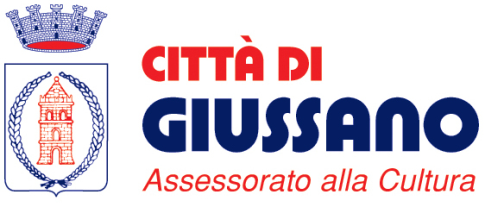 CITTÀ DI
GIUSSANO
Assessorato alla Cultura